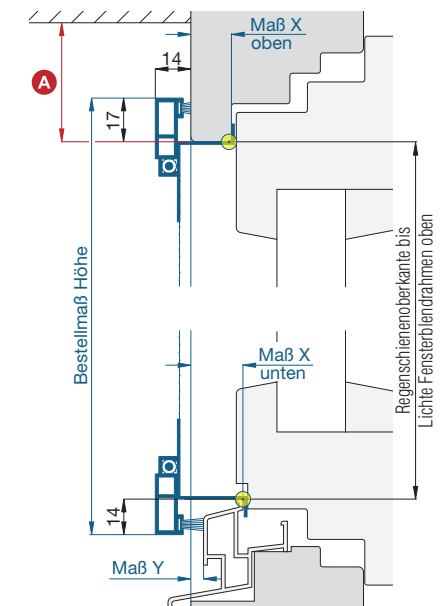 Maß X
oben
14
A
17
Bestellmaß Höhe
Regenschienenoberkante bis
Lichte Fensterblendrahmen oben
Maß X
unten
14
Maß Y